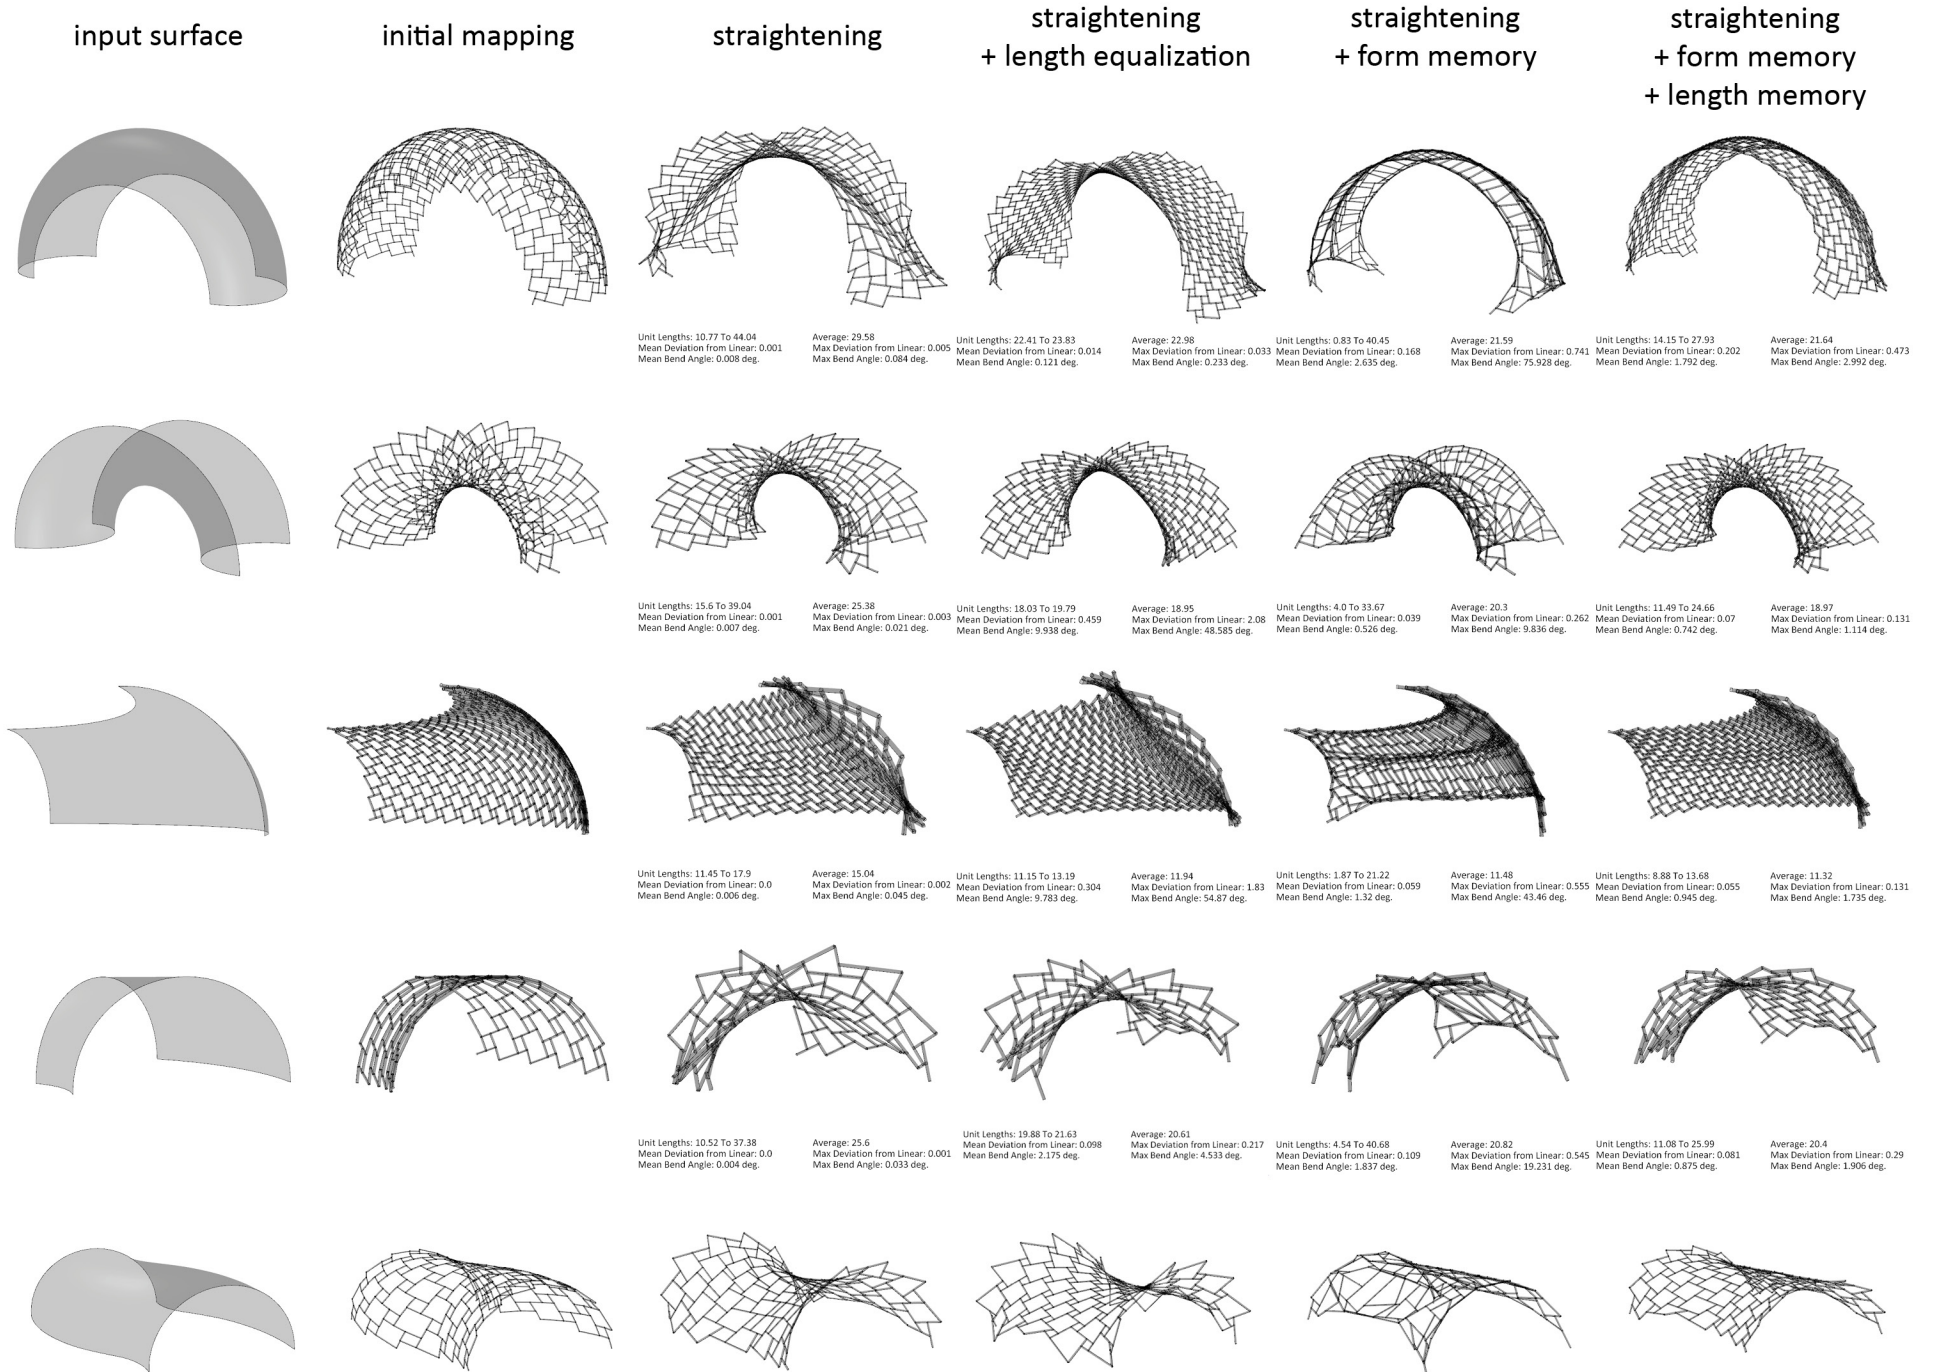 input surface
initial mapping
straightening
straightening
+ length equalization
straightening
+ form memory
straightening
+ form memory
+ length memory
Unit Lengths: 10.77 To 44.04
Mean Deviation from Linear: 0.001
Mean Bend Angle: 0.008 deg.
Average: 29.58
Max Deviation from Linear: 0.005
Max Bend Angle: 0.084 deg.
Unit Lengths: 22.41 To 23.83
Mean Deviation from Linear: 0.014
Mean Bend Angle: 0.121 deg.
Average: 22.98
Max Deviation from Linear: 0.033
Max Bend Angle: 0.233 deg.
Unit Lengths: 0.83 To 40.45
Mean Deviation from Linear: 0.168
Mean Bend Angle: 2.635 deg.
Average: 21.59
Max Deviation from Linear: 0.741
Max Bend Angle: 75.928 deg.
Unit Lengths: 14.15 To 27.93
Mean Deviation from Linear: 0.202
Mean Bend Angle: 1.792 deg.
Average: 21.64
Max Deviation from Linear: 0.473
Max Bend Angle: 2.992 deg.
Unit Lengths: 15.6 To 39.04
Mean Deviation from Linear: 0.001
Mean Bend Angle: 0.007 deg.
Average: 25.38
Max Deviation from Linear: 0.003
Max Bend Angle: 0.021 deg.
Unit Lengths: 18.03 To 19.79
Mean Deviation from Linear: 0.459
Mean Bend Angle: 9.938 deg.
Average: 18.95
Max Deviation from Linear: 2.08
Max Bend Angle: 48.585 deg.
Unit Lengths: 4.0 To 33.67
Mean Deviation from Linear: 0.039
Mean Bend Angle: 0.526 deg.
Average: 20.3
Max Deviation from Linear: 0.262
Max Bend Angle: 9.836 deg.
Unit Lengths: 11.49 To 24.66
Mean Deviation from Linear: 0.07
Mean Bend Angle: 0.742 deg.
Average: 18.97
Max Deviation from Linear: 0.131
Max Bend Angle: 1.114 deg.
Unit Lengths: 11.45 To 17.9
Mean Deviation from Linear: 0.0
Mean Bend Angle: 0.006 deg.
Average: 15.04
Max Deviation from Linear: 0.002
Max Bend Angle: 0.045 deg.
Unit Lengths: 11.15 To 13.19
Mean Deviation from Linear: 0.304
Mean Bend Angle: 9.783 deg.
Average: 11.94
Max Deviation from Linear: 1.83
Max Bend Angle: 54.87 deg.
Unit Lengths: 1.87 To 21.22
Mean Deviation from Linear: 0.059
Mean Bend Angle: 1.32 deg.
Average: 11.48
Max Deviation from Linear: 0.555
Max Bend Angle: 43.46 deg.
Unit Lengths: 8.88 To 13.68
Mean Deviation from Linear: 0.055
Mean Bend Angle: 0.945 deg.
Average: 11.32
Max Deviation from Linear: 0.131
Max Bend Angle: 1.735 deg.
Unit Lengths: 10.52 To 37.38
Mean Deviation from Linear: 0.0
Mean Bend Angle: 0.004 deg.
Average: 25.6
Max Deviation from Linear: 0.001
Max Bend Angle: 0.033 deg.
Unit Lengths: 19.88 To 21.63
Mean Deviation from Linear: 0.098
Mean Bend Angle: 2.175 deg.
Average: 20.61
Max Deviation from Linear: 0.217
Max Bend Angle: 4.533 deg.
Unit Lengths: 4.54 To 40.68
Mean Deviation from Linear: 0.109
Mean Bend Angle: 1.837 deg.
Average: 20.82
Max Deviation from Linear: 0.545
Max Bend Angle: 19.231 deg.
Unit Lengths: 11.08 To 25.99
Mean Deviation from Linear: 0.081
Mean Bend Angle: 0.875 deg.
Average: 20.4
Max Deviation from Linear: 0.29
Max Bend Angle: 1.906 deg.